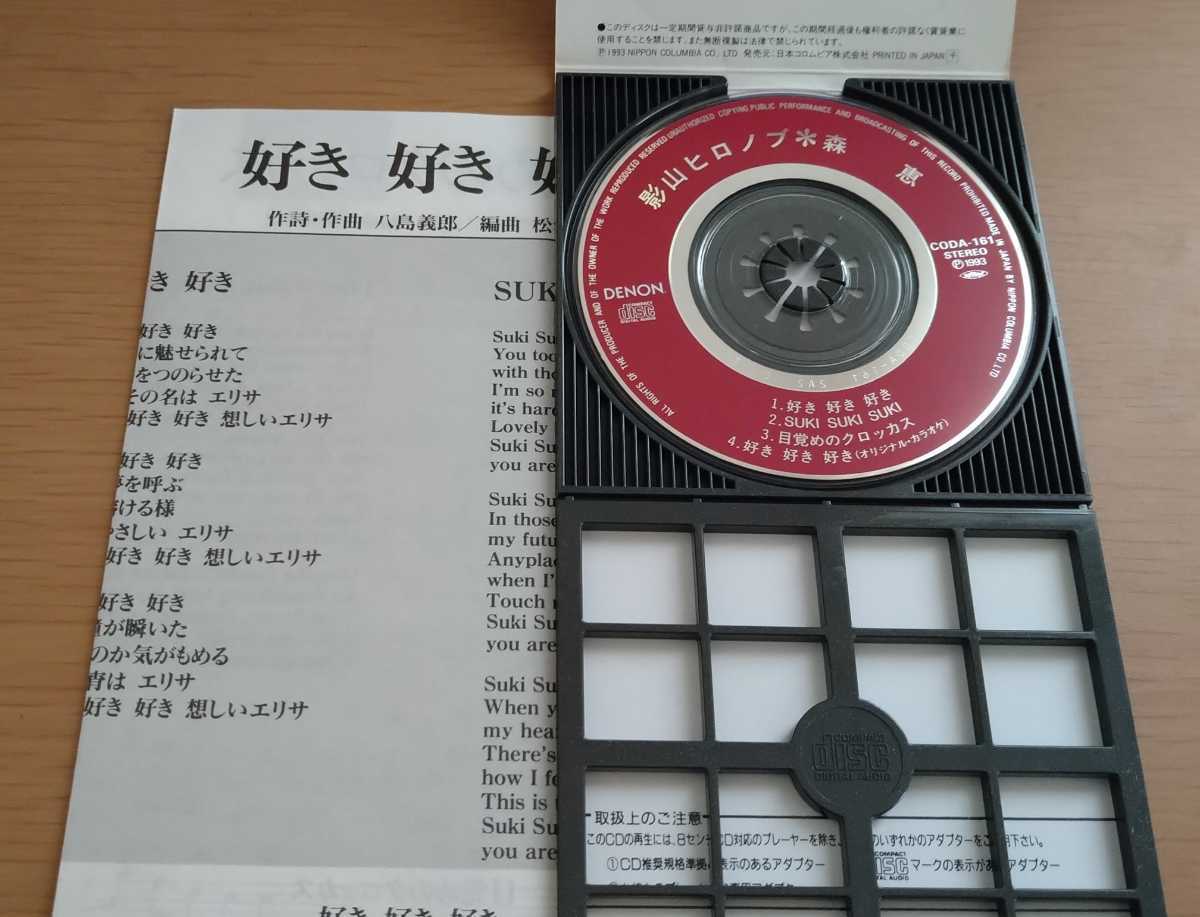 ●このディスクは一定期間貸与非許諾商品ですが、この期間経過後も権利者の許諾なく賃貸業に
使用することを禁じます。また無断複製は法律で禁じられています。
Ⓟ1993 NIPPON COLUMBIA CO., LTD 発売元:日本コロムビア株式会社 PRINTED IN JAPAN
好き 好き
作詩・作曲 八島義郎/編曲 松
き 好き
好き 好き
に魅せられて
をつのらせた
その名は エリサ
好き 好き 想しいエリサ
好き 好き
を呼ぶ
ける様
さしい エリサ
好き 好き 想しいエリサ
好き 好き
が瞬いた
のか気がもめる
は エリサ
好き 好き 想しいエリサ
SUKI
Suki Su
You too
with the
I'm so
it's hard
Lovely
Suki Su
you are
Suki Su
In those
my futu
Anyplac
when I'
Touch
Suki Su
you are
Suki Su
When y
my hea
There's
how I fe
This is
Suki Su
you are
好き 好き 好き
ALL RIGHTS OF THE PRODUCER AND OF THE OWNER OF THE WORK REPRODUCED RESERVED UNAUTHORIZED COPYING PUBLIC PERFORMANCE AND BROADCASTING OF THIS RECORD PROHIBITED MADE IN JAPAN BY NIPPON COLUMBIA CO.LTD
影山ヒロノブ＊森 恵
CODA-161
STEREO
Ⓟ1993
DENON
COMPACT
disc
DIGITAL AUDIO
1.好き 好き 好き
2.SUKI SUKI SUKI
3.目覚めのクロッカス
4.好き 好き 好き(オリジナル・カラオケ)
COMPACT
disc
DIGITAL AUDIO
取扱上のご注意
このCDの再生には、8センチCD対応のプレーヤーを除き、 のいずれかのアダプターをご 下さい。
①CD推奨規格準拠 表示のあるアダプター
COMPACT
disc
DIGITAL AUDIO
マークの表示があ アダプター